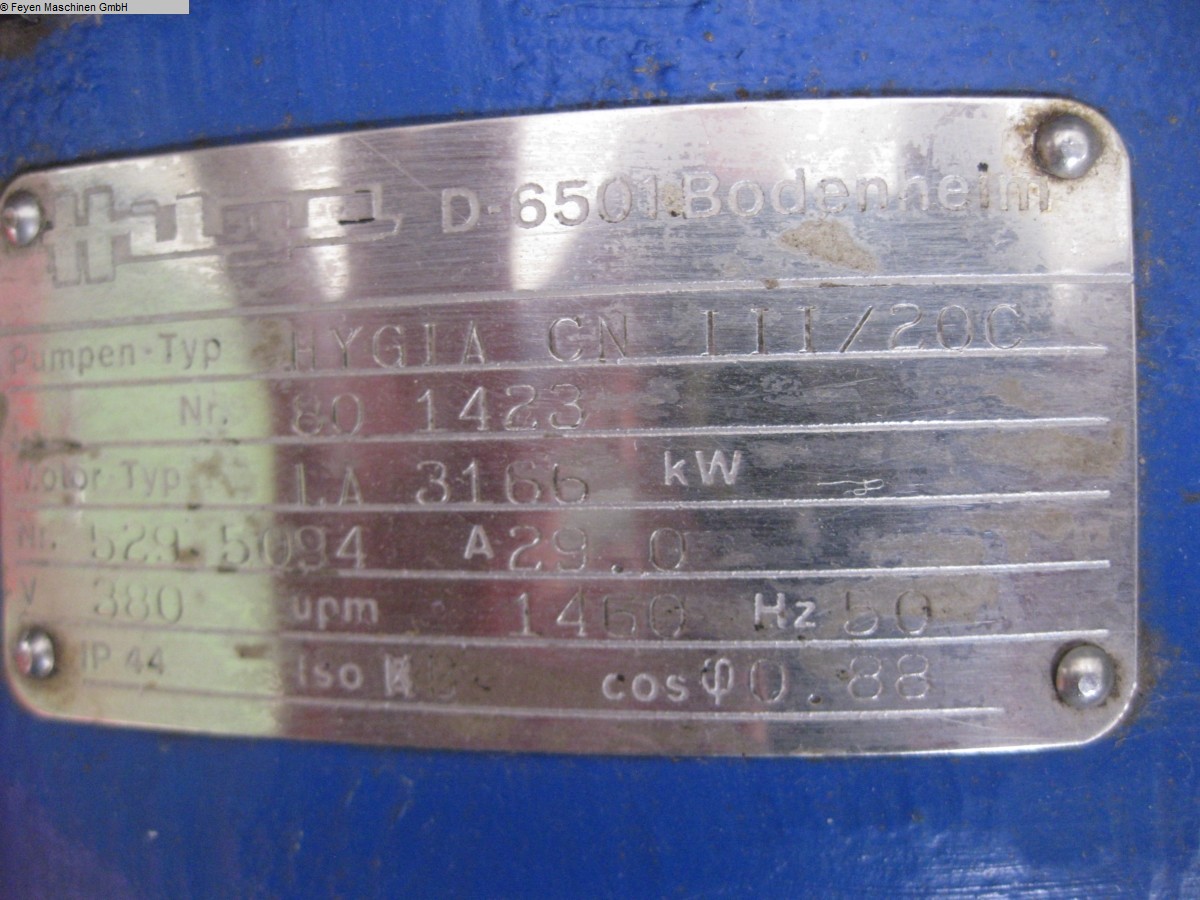 © Feyen Maschinen GmbH
D-6501 Bodenheim
Pumpen-Typ HYGIA CN III/20C
Nr. 80 1423
Motor-Typ LA 3166 kW
Nr. 529.5094 A 29.0
V 380 upm 1460 Hz 50
IP 44 Iso cos φ 0.88